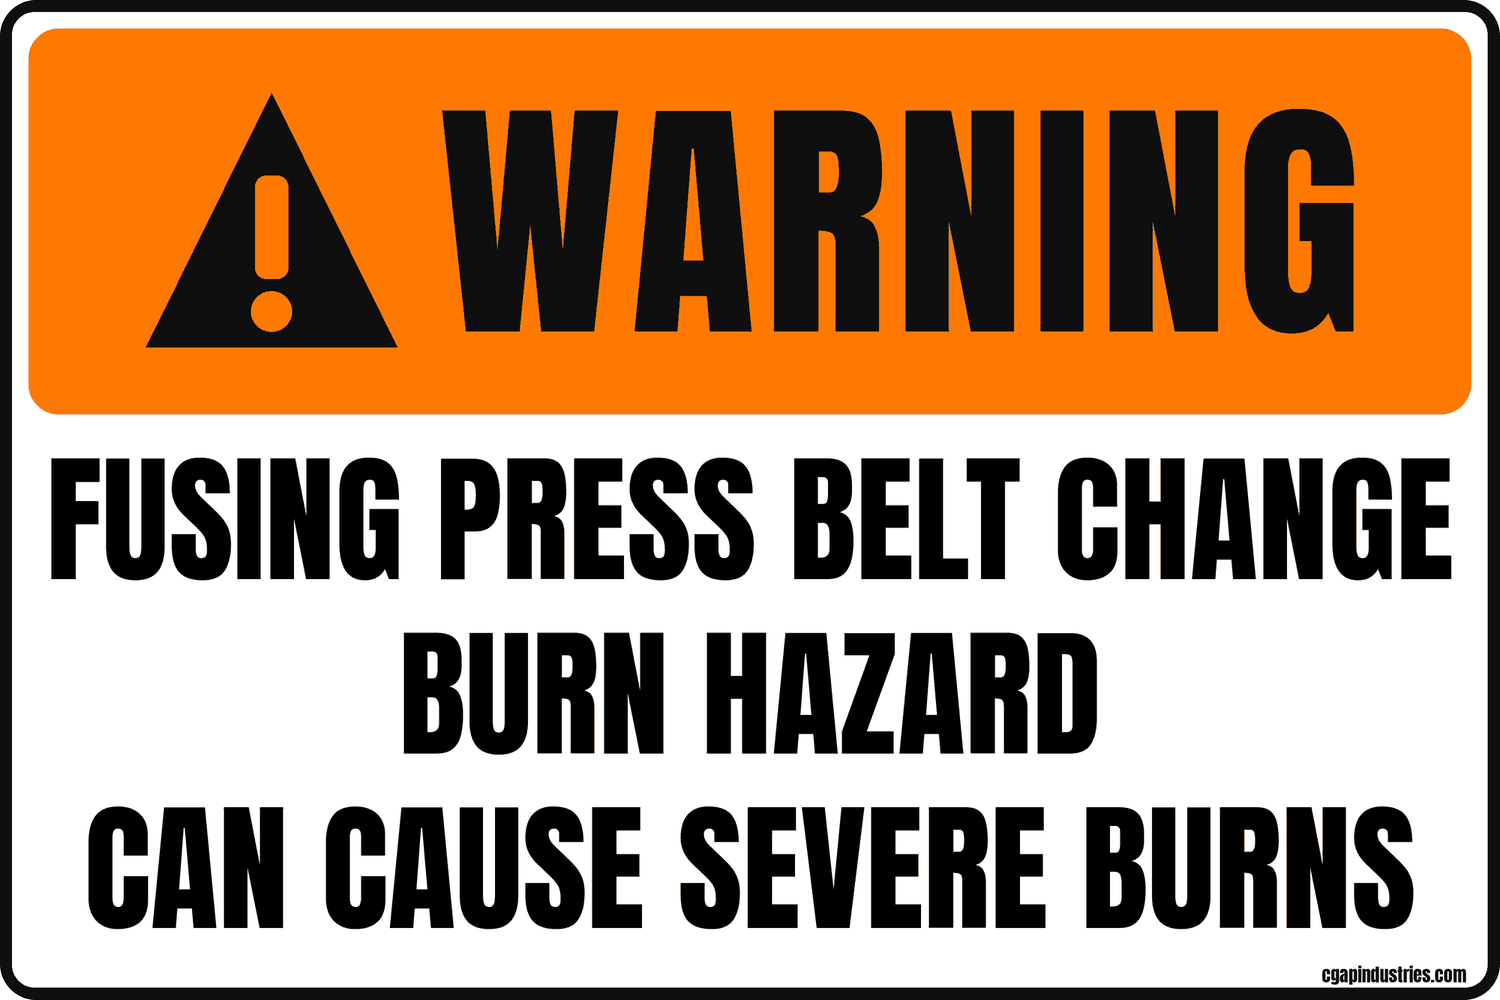 WARNING
FUSING PRESS BELT CHANGE
BURN HAZARD
CAN CAUSE SEVERE BURNS
cgapindustries.com